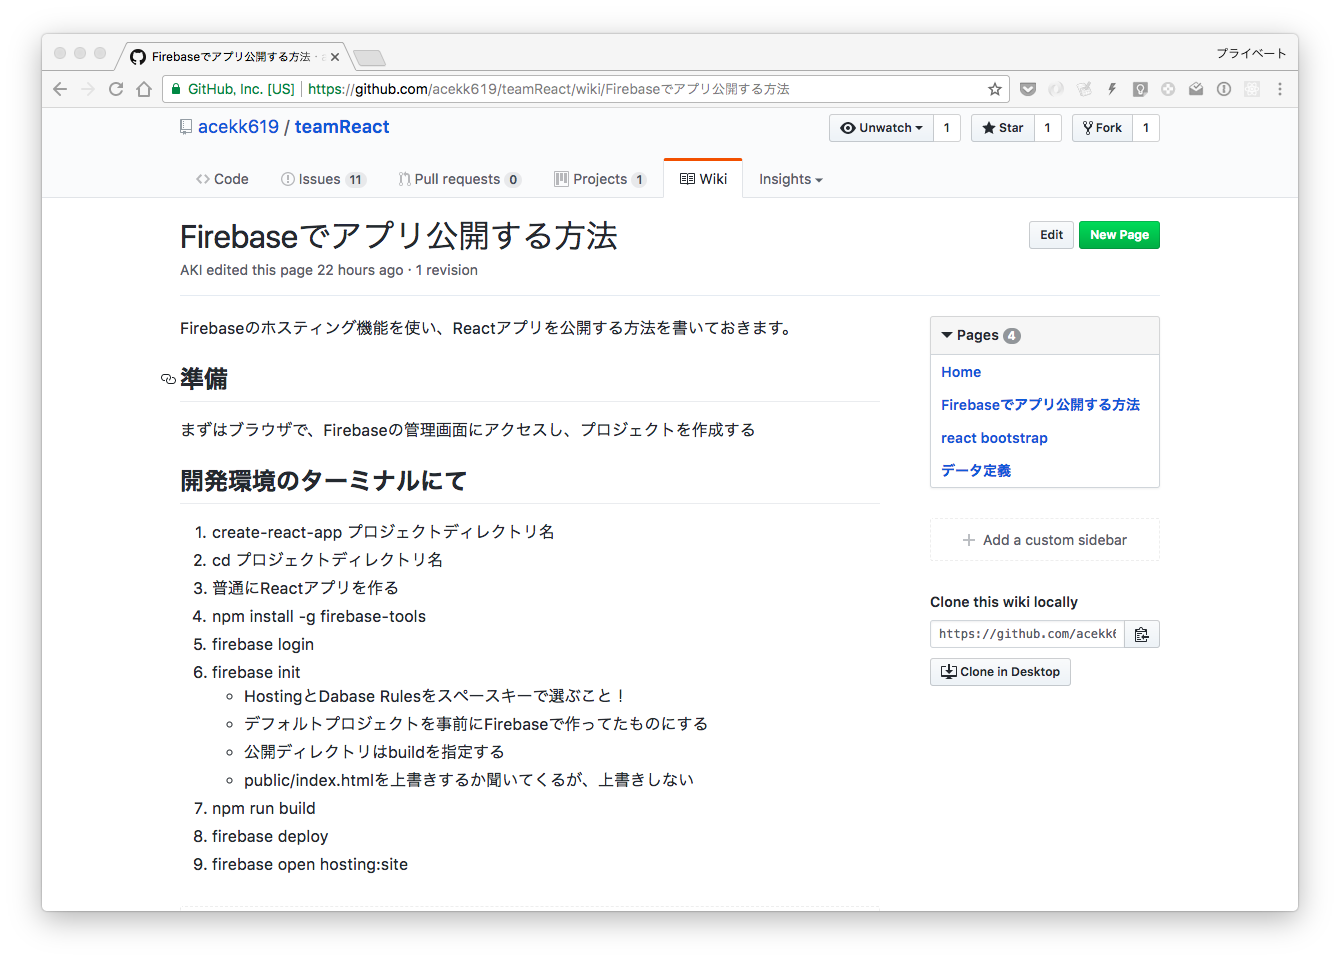 Firebaseでアプリ公開する方法 ·
プライベート
GitHub, Inc. [US] | https://github.com/acekk619/teamReact/wiki/Firebaseでアプリ公開する方法
acekk619 / teamReact
Unwatch 1 Star 1 Fork 1
Code Issues 11 Pull requests 0 Projects 1 Wiki Insights
Firebaseでアプリ公開する方法
Edit New Page
AKI edited this page 22 hours ago · 1 revision
Firebaseのホスティング機能を使い、Reactアプリを公開する方法を書いておきます。
準備
まずはブラウザで、Firebaseの管理画面にアクセスし、プロジェクトを作成する
開発環境のターミナルにて
1. create-react-app プロジェクトディレクトリ名
2. cd プロジェクトディレクトリ名
3. 普通にReactアプリを作る
4. npm install -g firebase-tools
5. firebase login
6. firebase init
◦ HostingとDabase Rulesをスペースキーで選ぶこと！
◦ デフォルトプロジェクトを事前にFirebaseで作ってたものにする
◦ 公開ディレクトリはbuildを指定する
◦ public/index.htmlを上書きするか聞いてくるが、上書きしない
7. npm run build
8. firebase deploy
9. firebase open hosting:site
Pages 4
Home
Firebaseでアプリ公開する方法
react bootstrap
データ定義
Add a custom sidebar
Clone this wiki locally
https://github.com/acekk6
Clone in Desktop